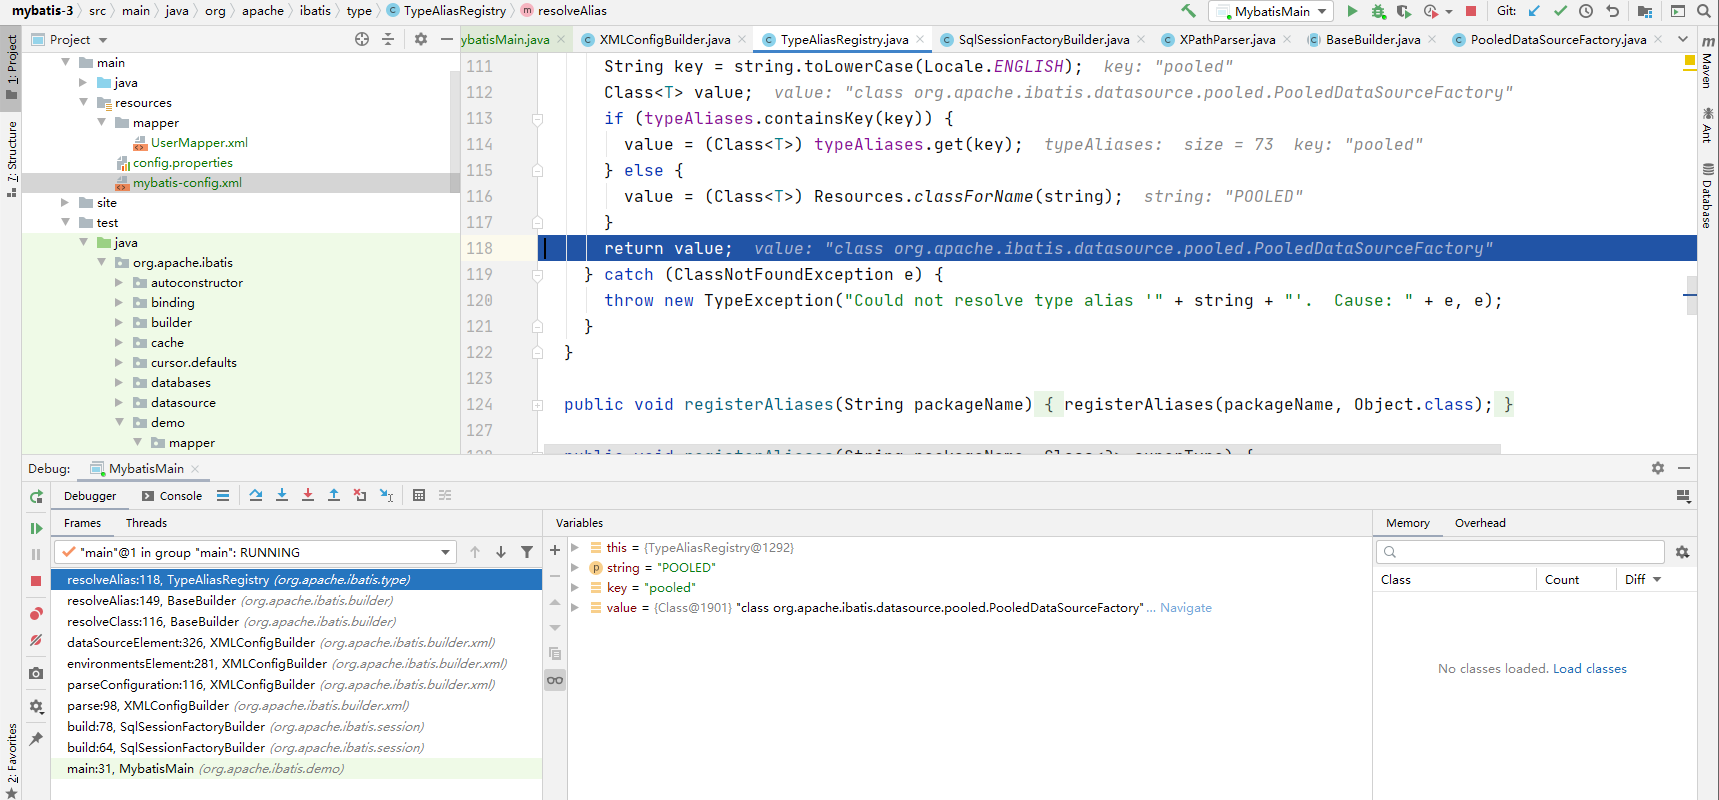 mybatis-3 src main java org apache ibatis type TypeAliasRegistry resolveAlias MybatisMain Git:
Project ybatisMain.java XMLConfigBuilder.java TypeAliasRegistry.java SqlSessionFactoryBuilder.java XPathParser.java BaseBuilder.java PooledDataSourceFactory.java
1: Project
7: Structure
2: Favorites
Maven
Ant
Database
main
java
resources
mapper
UserMapper.xml
config.properties
mybatis-config.xml
site
test
java
org.apache.ibatis
autoconstructor
binding
builder
cache
cursor.defaults
databases
datasource
demo
mapper
111 String key = string.toLowerCase(Locale.ENGLISH); key: "pooled"
112 Class<T> value; value: "class org.apache.ibatis.datasource.pooled.PooledDataSourceFactory"
113 if (typeAliases.containsKey(key)) {
114 value = (Class<T>) typeAliases.get(key); typeAliases: size = 73 key: "pooled"
115 } else {
116 value = (Class<T>) Resources.classForName(string); string: "POOLED"
117 }
118 return value; value: "class org.apache.ibatis.datasource.pooled.PooledDataSourceFactory"
119 } catch (ClassNotFoundException e) {
120 throw new TypeException("Could not resolve type alias '" + string + "'. Cause: " + e, e);
121 }
122 }
123
124 public void registerAliases(String packageName) { registerAliases(packageName, Object.class); }
127
128 public void registerAliases(String packageName, Class<?> superType) {
Debug: MybatisMain
Debugger Console
Frames Threads
"main"@1 in group "main": RUNNING
resolveAlias:118, TypeAliasRegistry (org.apache.ibatis.type)
resolveAlias:149, BaseBuilder (org.apache.ibatis.builder)
resolveClass:116, BaseBuilder (org.apache.ibatis.builder)
dataSourceElement:326, XMLConfigBuilder (org.apache.ibatis.builder.xml)
environmentsElement:281, XMLConfigBuilder (org.apache.ibatis.builder.xml)
parseConfiguration:116, XMLConfigBuilder (org.apache.ibatis.builder.xml)
parse:98, XMLConfigBuilder (org.apache.ibatis.builder.xml)
build:78, SqlSessionFactoryBuilder (org.apache.ibatis.session)
build:64, SqlSessionFactoryBuilder (org.apache.ibatis.session)
main:31, MybatisMain (org.apache.ibatis.demo)
Variables
this = {TypeAliasRegistry@1292}
string = "POOLED"
key = "pooled"
value = {Class@1901} "class org.apache.ibatis.datasource.pooled.PooledDataSourceFactory" ... Navigate
Memory Overhead
Class Count Diff
No classes loaded. Load classes